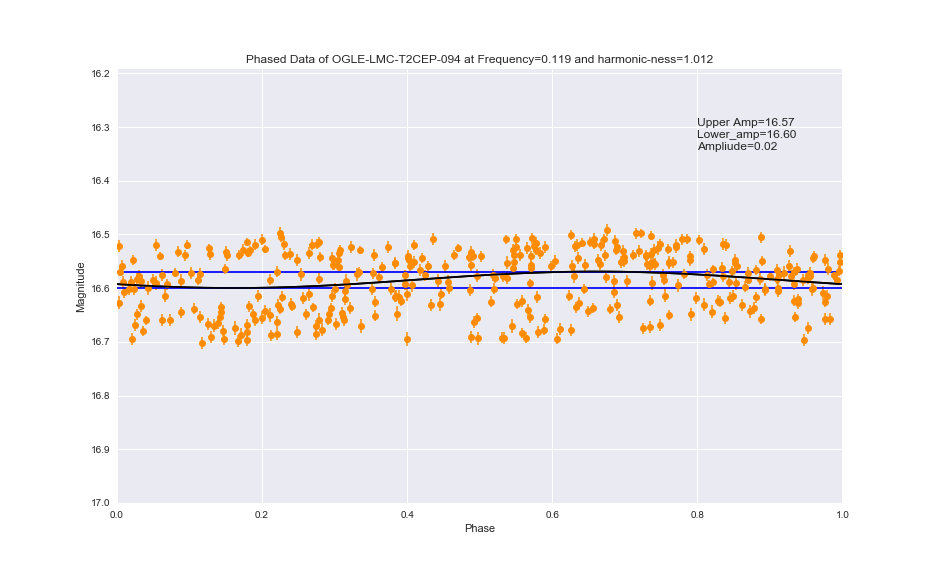 Phased Data of OGLE-LMC-T2CEP-094 at Frequency=0.119 and harmonic-ness=1.012
16.2
16.3
16.4
16.5
16.6
16.7
16.8
16.9
17.0
Magnitude
Upper Amp=16.57
Lower_amp=16.60
Ampliude=0.02
0.0
0.2
0.4
0.6
0.8
1.0
Phase